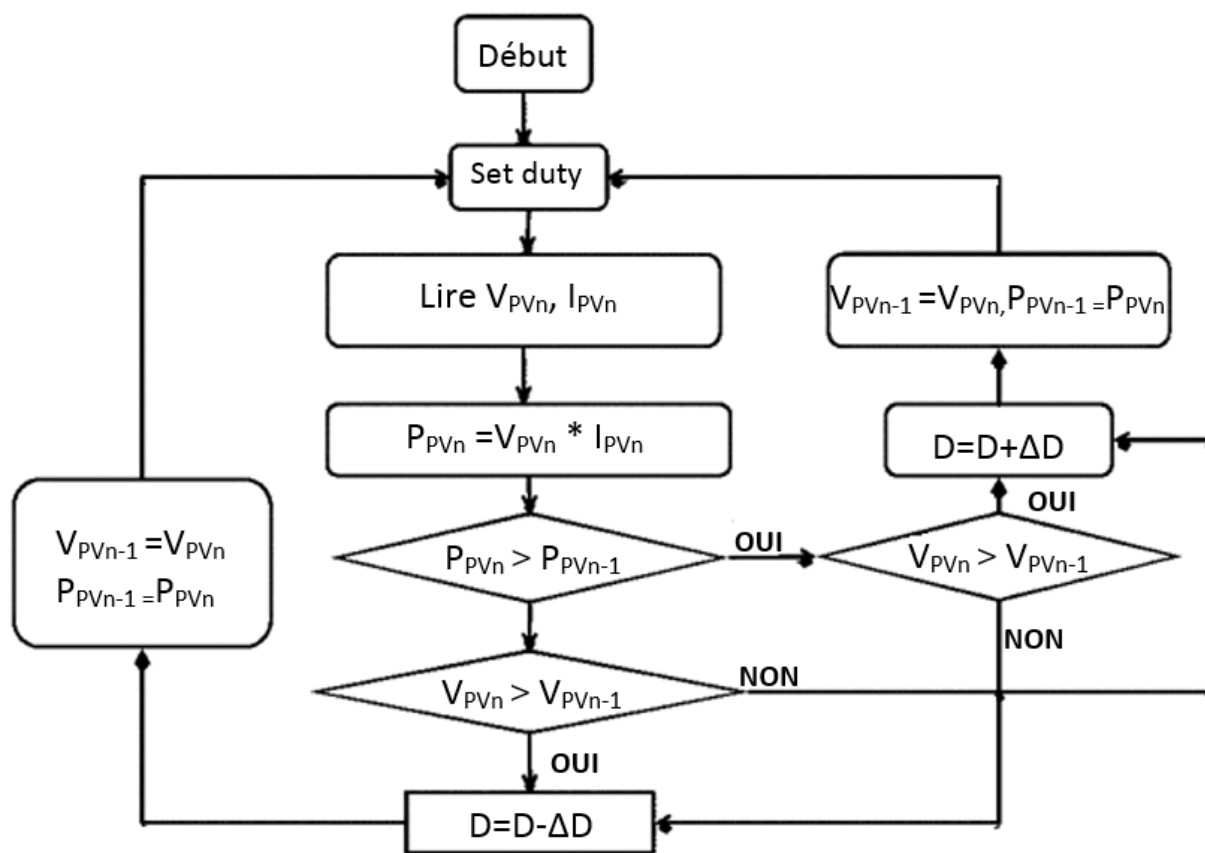 Début
Set duty
Lire V_PVn, I_PVn
V_PVn-1 =V_PVn, P_PVn-1 =P_PVn
P_PVn =V_PVn * I_PVn
D=D+ΔD
OUI
V_PVn-1 =V_PVn
P_PVn-1 =P_PVn
P_PVn > P_PVn-1
OUI
V_PVn > V_PVn-1
NON
V_PVn > V_PVn-1
NON
OUI
D=D-ΔD